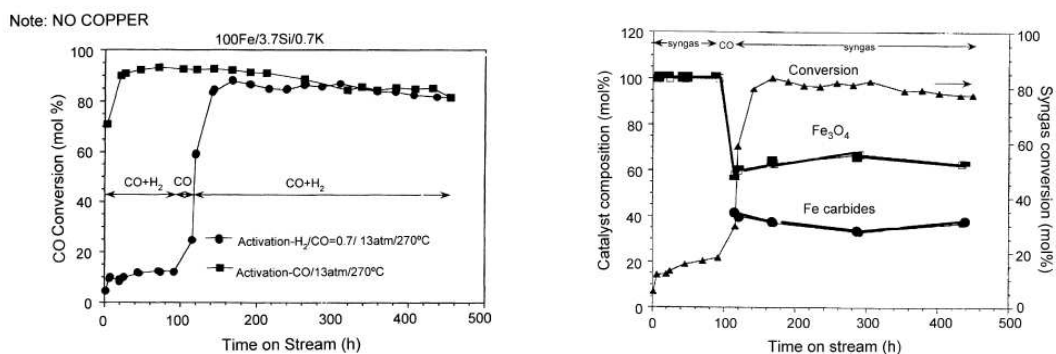 Note: NO COPPER
100Fe/3.7Si/0.7K
100
80
60
40
20
0
CO Conversion (mol %)
CO+H₂
CO
CO+H₂
Activation-H₂/CO=0.7/ 13atm/270ºC
Activation-CO/13atm/270ºC
0 100 200 300 400 500
Time on Stream (h)
120
100
80
60
40
20
0
Catalyst composition (mol%)
syngas
CO
syngas
Conversion
Fe₃O₄
Fe carbides
100
80
60
40
20
0
Syngas conversion (mol%)
0 100 200 300 400 500
Time on stream (h)